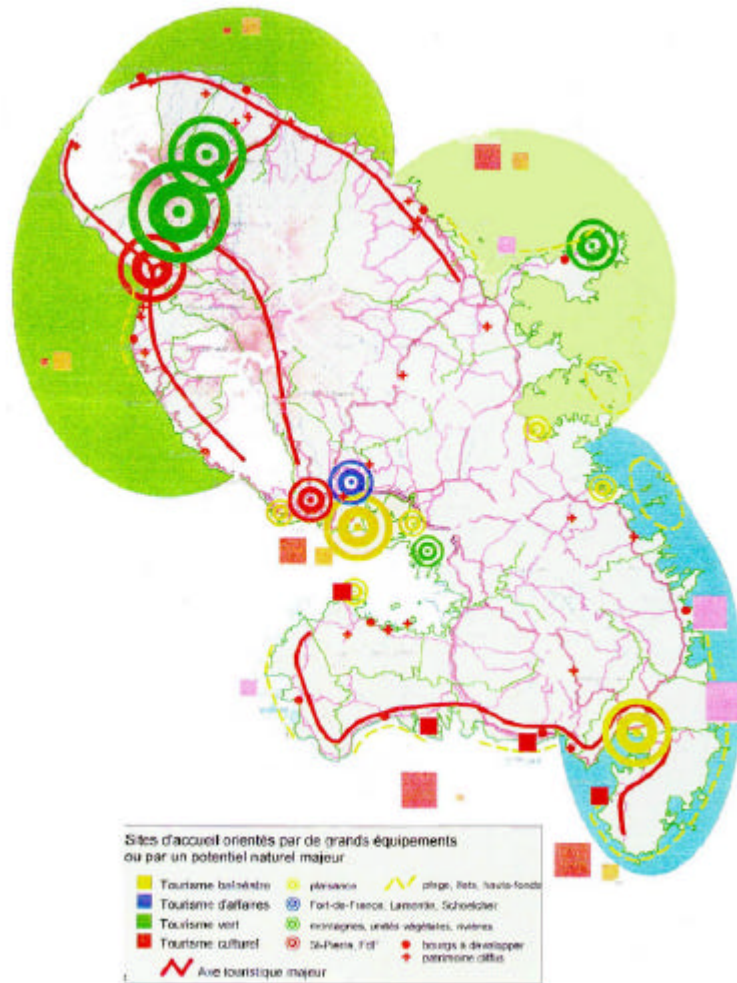 Sites d'accueil orientés par de grands équipements
ou par un potentiel naturel majeur
Tourisme balnéaire plaisance plage, îlets, hauts-fonds
Tourisme d'affaires Fort-de-France, Lamentin, Schoelcher
Tourisme vert montagnes, unités végétales, rivières
Tourisme culturel St-Pierre, FdF bourgs à développer
patrimoine diffus
Axe touristique majeur